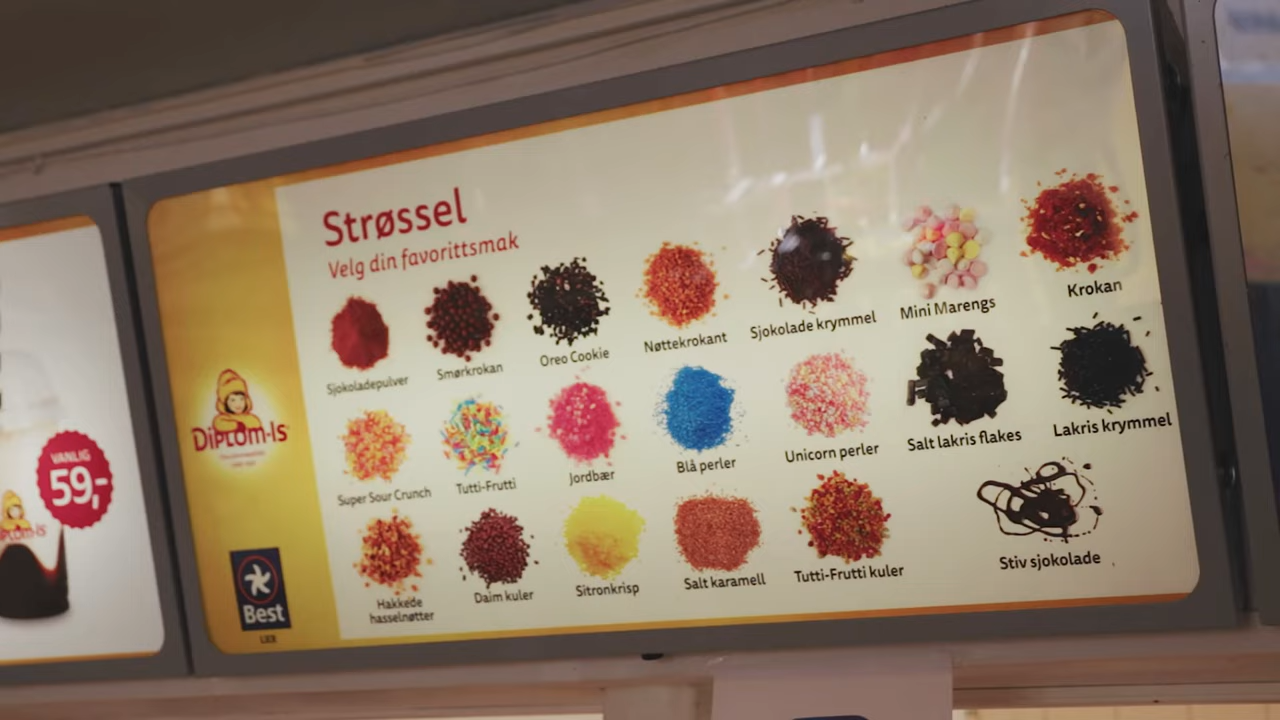 Strøssel
Velg din favorittsmak
Sjokoladepulver
Smørkrokan
Oreo Cookie
Nøttekrokant
Sjokolade krymmel
Mini Marengs
Krokan
Super Sour Crunch
Tutti-Frutti
Jordbær
Blå perler
Unicorn perler
Salt lakris flakes
Lakris krymmel
Hakkede
hasselnøtter
Daim kuler
Sitronkrisp
Salt karamell
Tutti-Frutti kuler
Stiv sjokolade
DIPLOM-IS
Best
LIER
VANLIG
59,-